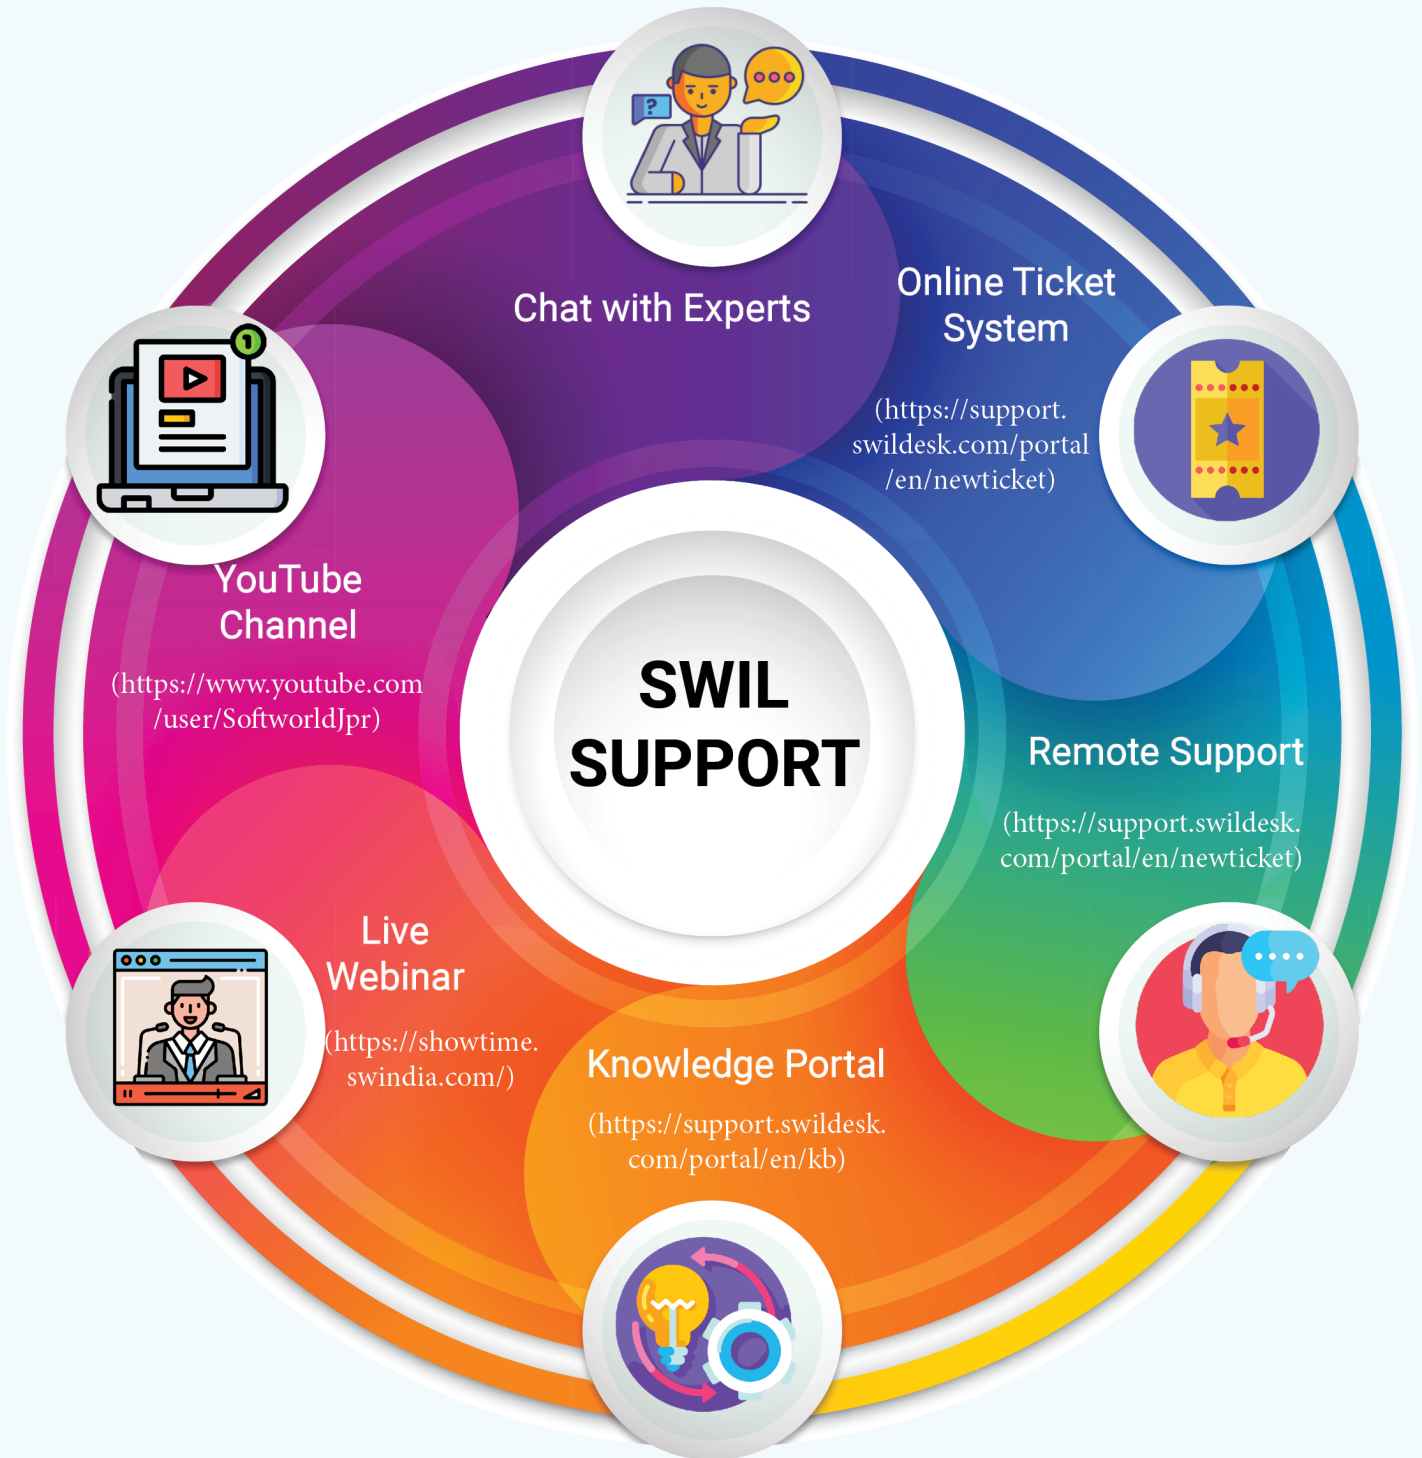 Chat with Experts
Online Ticket
System
(https://support.
swildesk.com/portal
/en/newticket)
Remote Support
(https://support.swildesk.
com/portal/en/newticket)
Knowledge Portal
(https://support.swildesk.
com/portal/en/kb)
Live
Webinar
(https://showtime.
swindia.com/)
YouTube
Channel
(https://www.youtube.com
/user/SoftworldJpr)
SWIL
SUPPORT
?
1